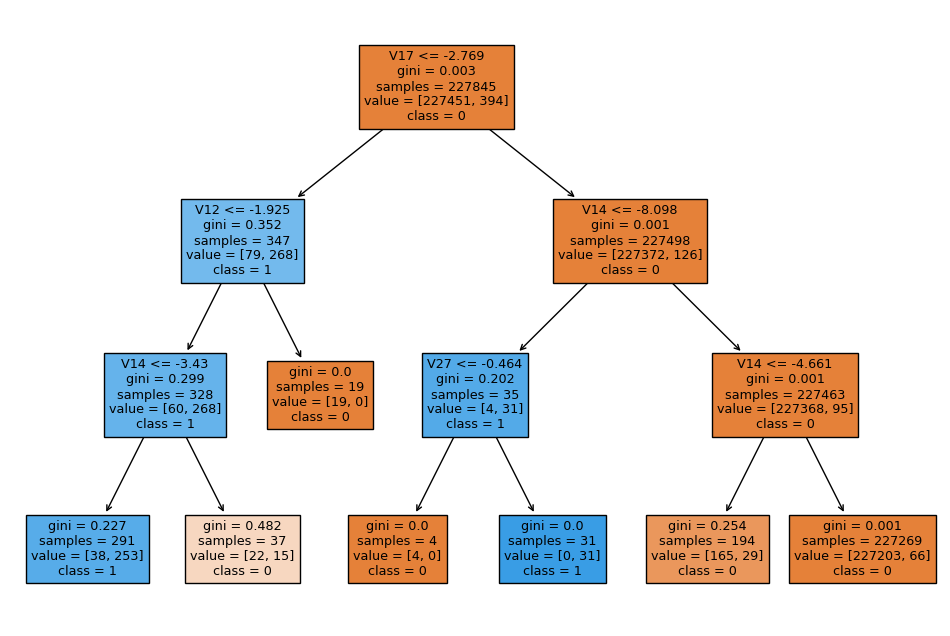 V17 <= -2.769
gini = 0.003
samples = 227845
value = [227451, 394]
class = 0
V12 <= -1.925
gini = 0.352
samples = 347
value = [79, 268]
class = 1
V14 <= -8.098
gini = 0.001
samples = 227498
value = [227372, 126]
class = 0
V14 <= -3.43
gini = 0.299
samples = 328
value = [60, 268]
class = 1
gini = 0.0
samples = 19
value = [19, 0]
class = 0
V27 <= -0.464
gini = 0.202
samples = 35
value = [4, 31]
class = 1
V14 <= -4.661
gini = 0.001
samples = 227463
value = [227368, 95]
class = 0
gini = 0.227
samples = 291
value = [38, 253]
class = 1
gini = 0.482
samples = 37
value = [22, 15]
class = 0
gini = 0.0
samples = 4
value = [4, 0]
class = 0
gini = 0.0
samples = 31
value = [0, 31]
class = 1
gini = 0.254
samples = 194
value = [165, 29]
class = 0
gini = 0.001
samples = 227269
value = [227203, 66]
class = 0